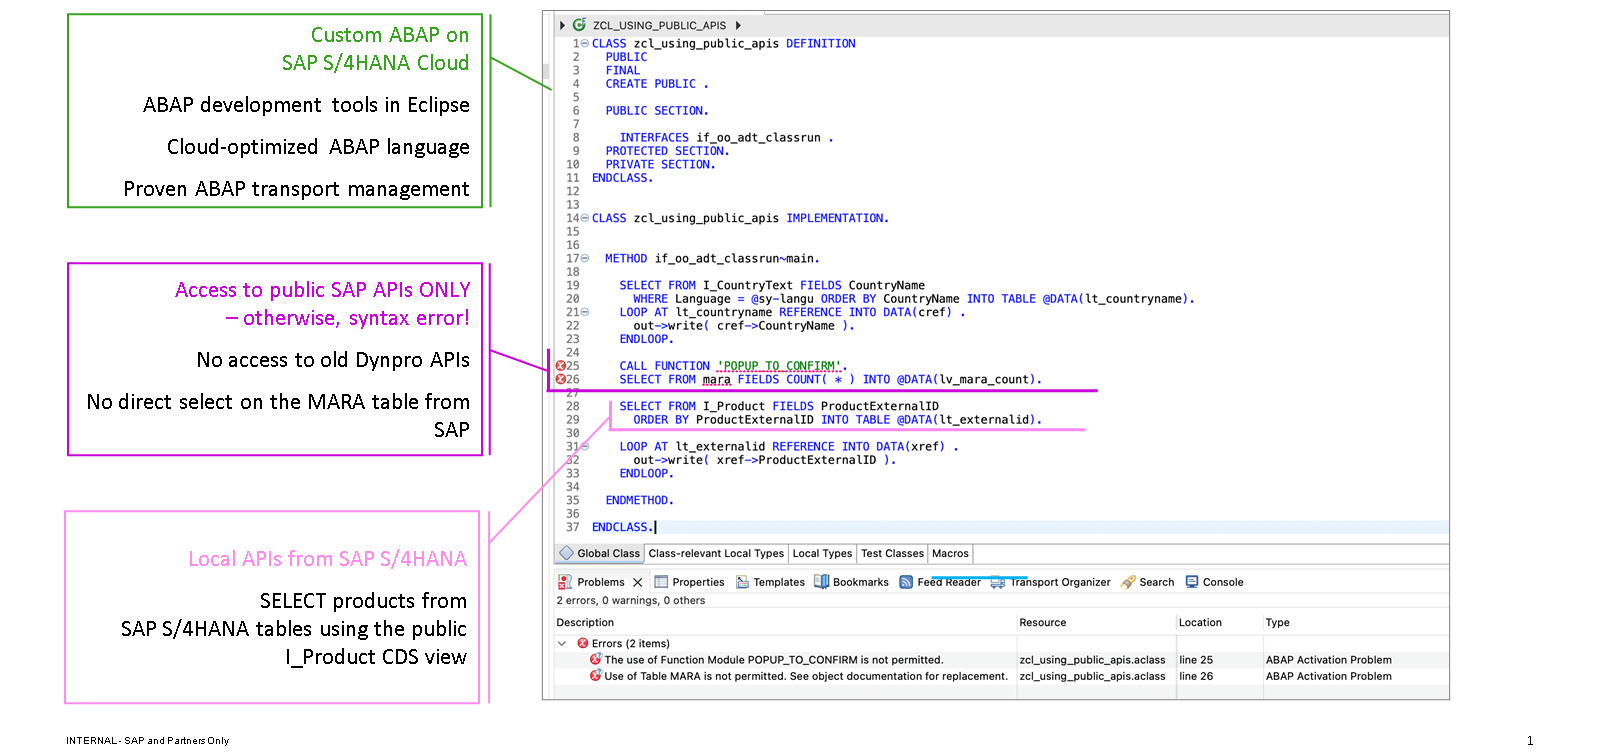 Custom ABAP on
SAP S/4HANA Cloud
ABAP development tools in Eclipse
Cloud-optimized ABAP language
Proven ABAP transport management
Access to public SAP APIs ONLY
– otherwise, syntax error!
No access to old Dynpro APIs
No direct select on the MARA table from
SAP
Local APIs from SAP S/4HANA
SELECT products from
SAP S/4HANA tables using the public
I_Product CDS view
ZCL_USING_PUBLIC_APIS
1 CLASS zcl_using_public_apis DEFINITION
2 PUBLIC
3 FINAL
4 CREATE PUBLIC .
5
6 PUBLIC SECTION.
7
8 INTERFACES if_oo_adt_classrun .
9 PROTECTED SECTION.
10 PRIVATE SECTION.
11 ENDCLASS.
12
13
14 CLASS zcl_using_public_apis IMPLEMENTATION.
15
16
17 METHOD if_oo_adt_classrun~main.
18
19 SELECT FROM I_CountryText FIELDS CountryName
20 WHERE Language = @sy-langu ORDER BY CountryName INTO TABLE @DATA(lt_countryname).
21 LOOP AT lt_countryname REFERENCE INTO DATA(cref) .
22 out->write( cref->CountryName ).
23 ENDLOOP.
24
25 CALL FUNCTION 'POPUP_TO_CONFIRM'.
26 SELECT FROM mara FIELDS COUNT( * ) INTO @DATA(lv_mara_count).
27
28 SELECT FROM I_Product FIELDS ProductExternalID
29 ORDER BY ProductExternalID INTO TABLE @DATA(lt_externalid).
30
31 LOOP AT lt_externalid REFERENCE INTO DATA(xref) .
32 out->write( xref->ProductExternalID ).
33 ENDLOOP.
34
35 ENDMETHOD.
36
37 ENDCLASS.
Global Class Class-relevant Local Types Local Types Test Classes Macros
Problems Properties Templates Bookmarks Feed Reader Transport Organizer Search Console
2 errors, 0 warnings, 0 others
Description Resource Location Type
Errors (2 items)
The use of Function Module POPUP_TO_CONFIRM is not permitted. zcl_using_public_apis.aclass line 25 ABAP Activation Problem
Use of Table MARA is not permitted. See object documentation for replacement. zcl_using_public_apis.aclass line 26 ABAP Activation Problem
INTERNAL - SAP and Partners Only
1